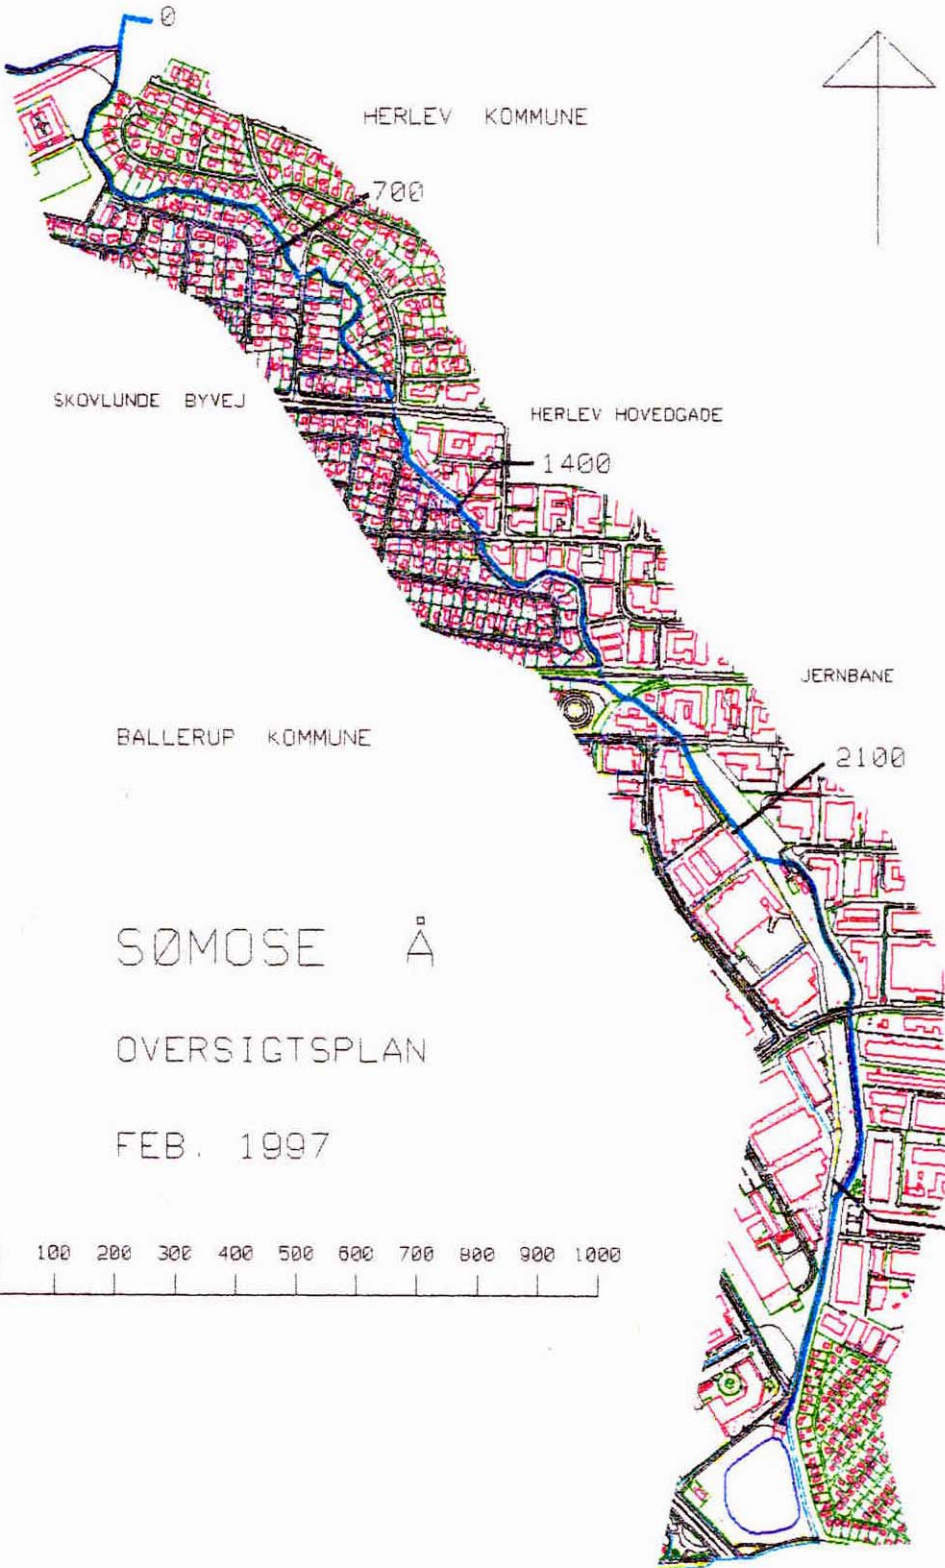 0
HERLEV KOMMUNE
700
SKOVLUNDE BYVEJ
HERLEV HOVEDGADE
1400
JERNBANE
BALLERUP KOMMUNE
2100
SØMOSE Å
OVERSIGTSPLAN
FEB. 1997
100 200 300 400 500 600 700 800 900 1000